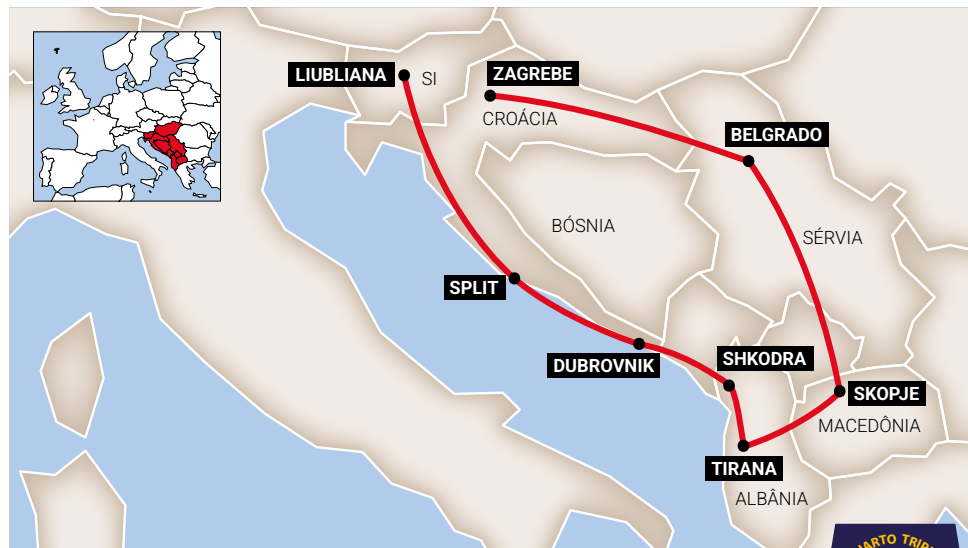 LIUBLIANA
SI
ZAGREBE
CROÁCIA
BELGRADO
BÓSNIA
SÉRVIA
SPLIT
DUBROVNIK
SHKODRA
SKOPJE
MACEDÔNIA
TIRANA
ALBÂNIA